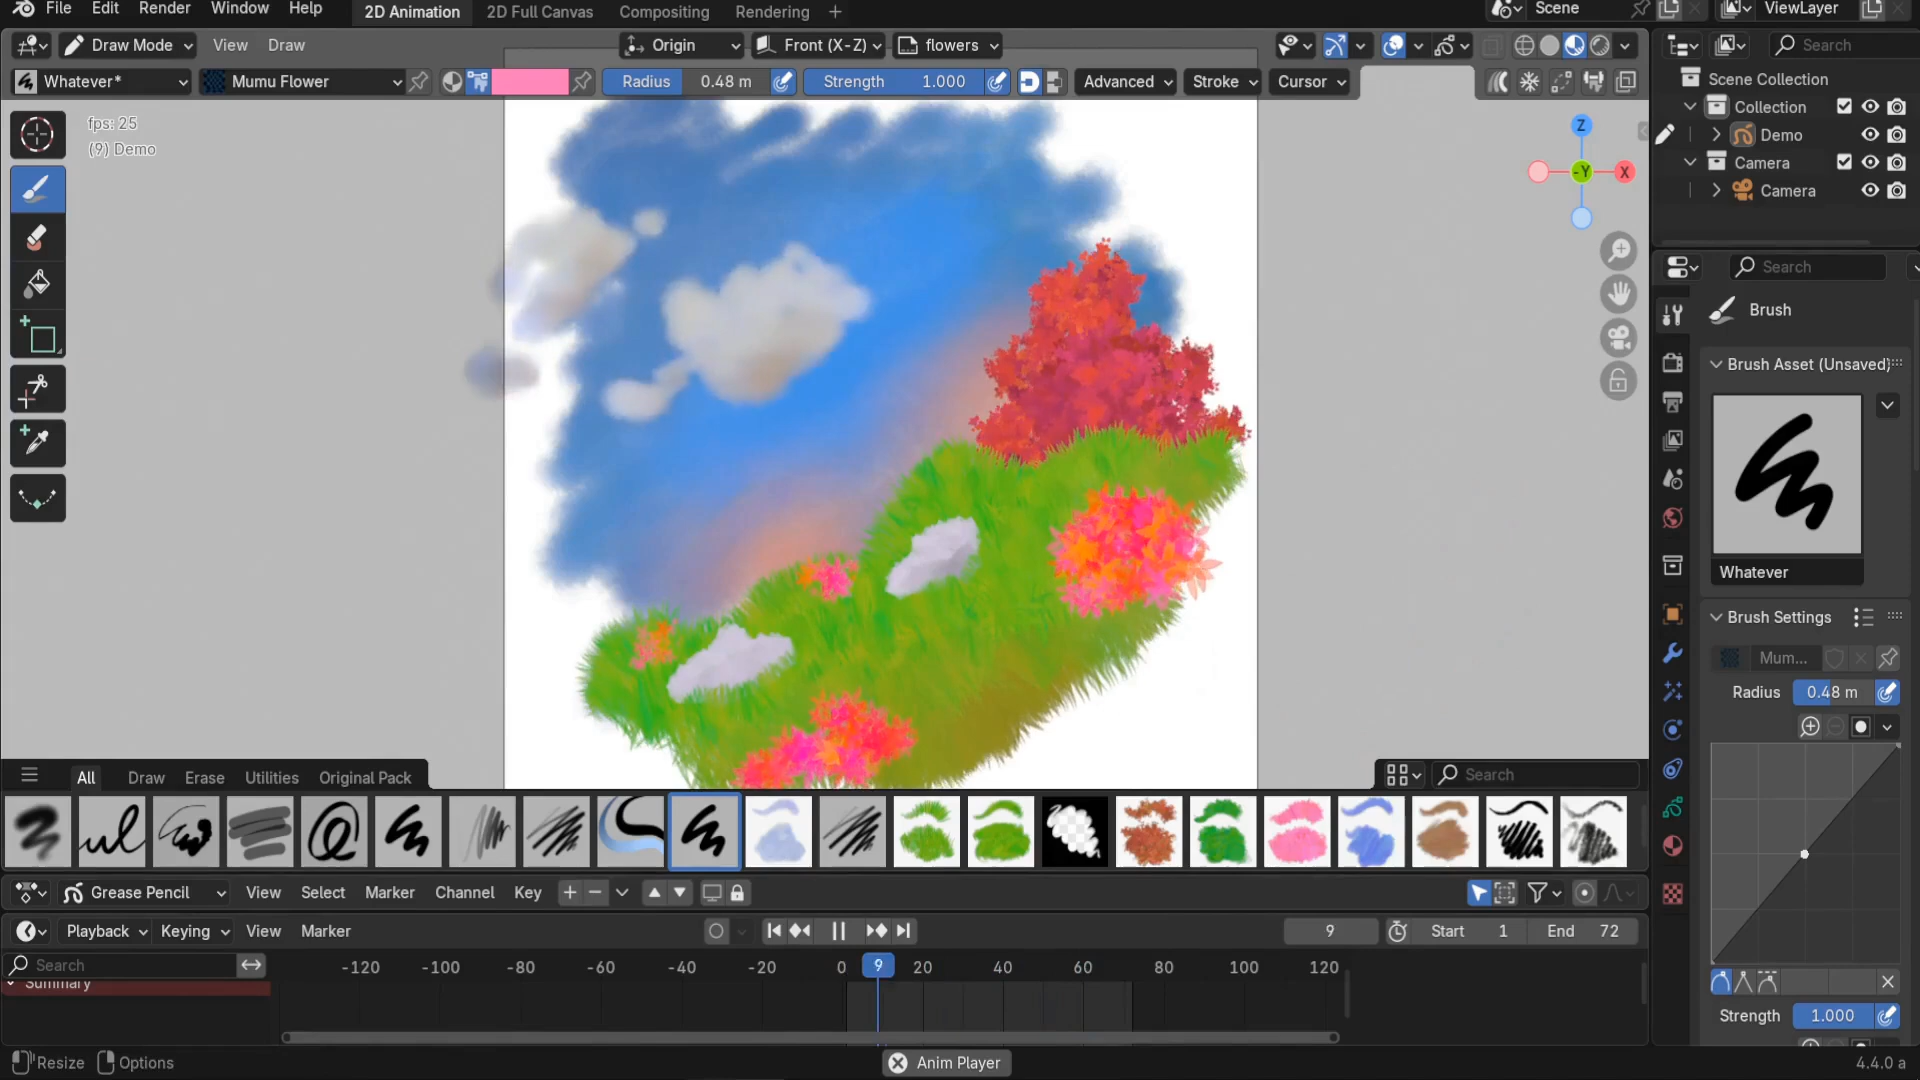 File Edit Render Window Help 2D Animation 2D Full Canvas Compositing Rendering + Scene ViewLayer
Draw Mode View Draw Origin Front (X-Z) flowers Search
Whatever* Mumu Flower Radius 0.48 m Strength 1.000 Advanced Stroke Cursor
Scene Collection
Collection
Demo
Camera
Camera
fps: 25
(9) Demo
Z
-Y
X
Search
Brush
Brush Asset (Unsaved)
Whatever
Brush Settings
Mum...
Radius 0.48 m
Strength 1.000
All Draw Erase Utilities Original Pack Search
Grease Pencil View Select Marker Channel Key
Playback Keying View Marker 9 Start 1 End 72
Search -120 -100 -80 -60 -40 -20 0 9 20 40 60 80 100 120
Summary
Resize Options Anim Player 4.4.0 a